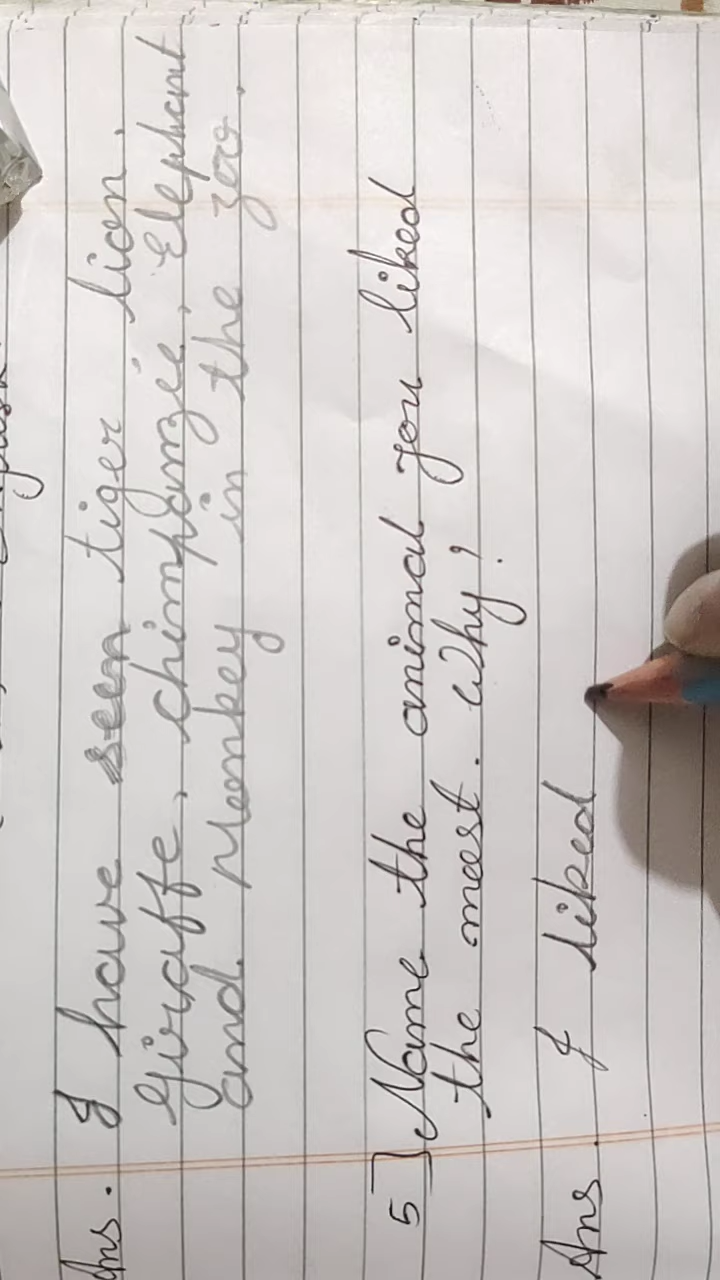 Ans. I have seen tiger, lion,
Giraffe, chimpanzie, Elephant
and Monkey in the zoo.
5] Name the animal you liked
the most. Why?
Ans. I liked